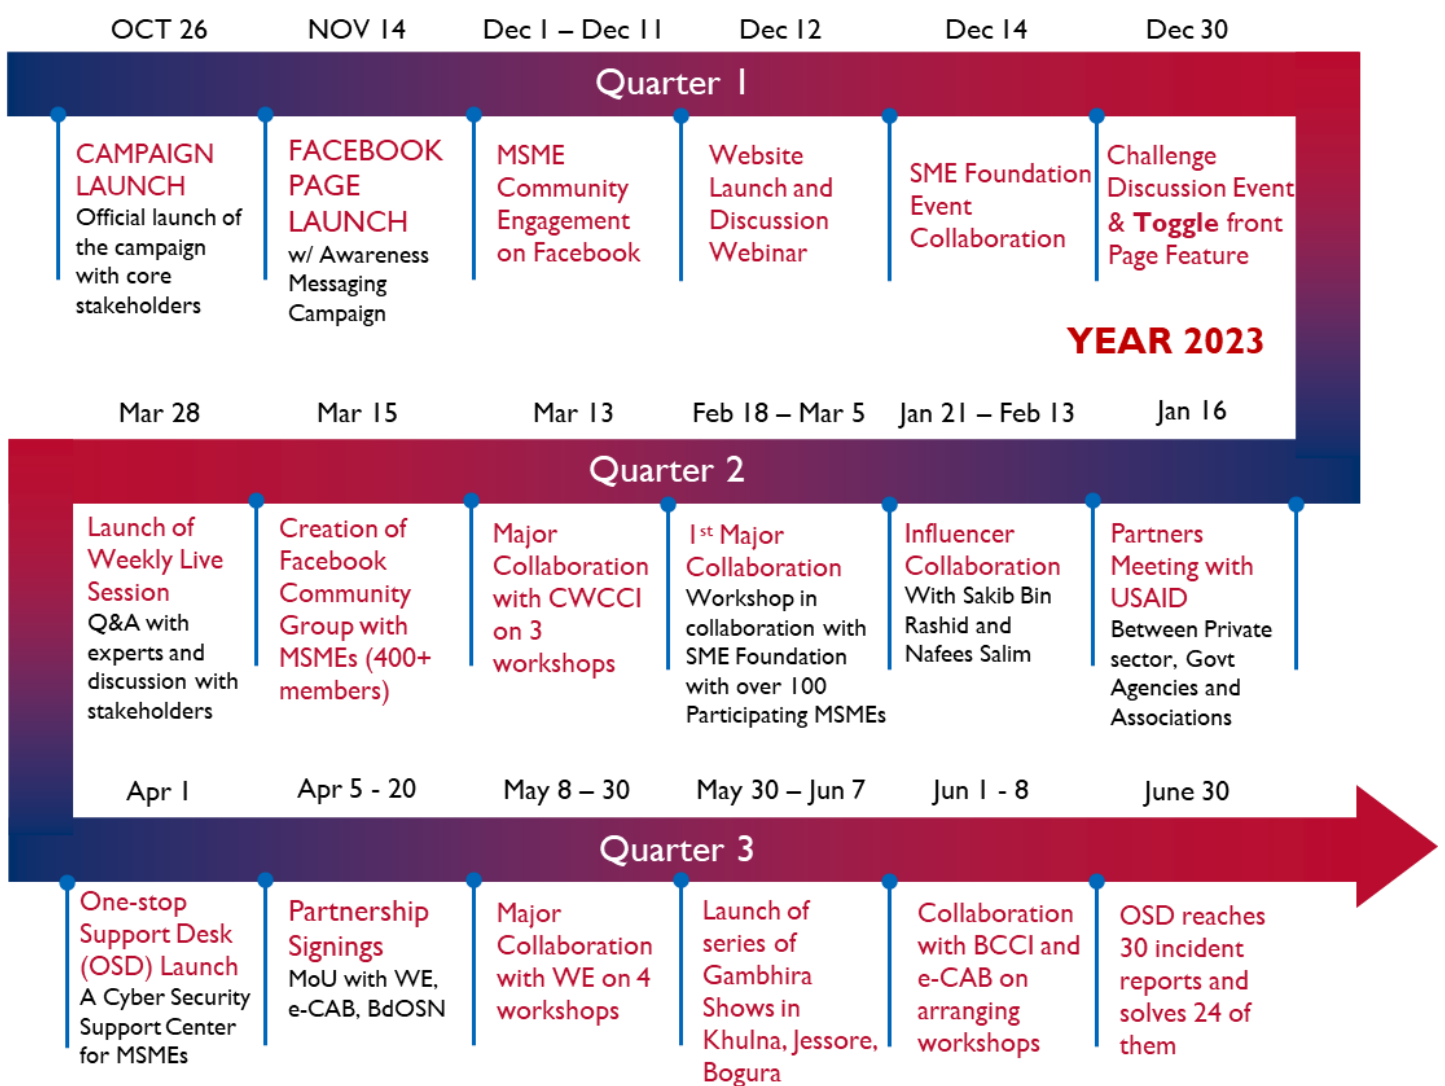 OCT 26
NOV 14
Dec 1 – Dec 11
Dec 12
Dec 14
Dec 30
Quarter 1
CAMPAIGN
LAUNCH
Official launch of
the campaign
with core
stakeholders
FACEBOOK
PAGE
LAUNCH
w/ Awareness
Messaging
Campaign
MSME
Community
Engagement
on Facebook
Website
Launch and
Discussion
Webinar
SME Foundation
Event
Collaboration
Challenge
Discussion Event
& Toggle front
Page Feature
YEAR 2023
Mar 28
Mar 15
Mar 13
Feb 18 – Mar 5
Jan 21 – Feb 13
Jan 16
Quarter 2
Launch of
Weekly Live
Session
Q&A with
experts and
discussion with
stakeholders
Creation of
Facebook
Community
Group with
MSMEs (400+
members)
Major
Collaboration
with CWCCI
on 3
workshops
1st Major
Collaboration
Workshop in
collaboration with
SME Foundation
with over 100
Participating MSMEs
Influencer
Collaboration
With Sakib Bin
Rashid and
Nafees Salim
Partners
Meeting with
USAID
Between Private
sector, Govt
Agencies and
Associations
Apr 1
Apr 5 - 20
May 8 – 30
May 30 – Jun 7
Jun 1 - 8
June 30
Quarter 3
One-stop
Support Desk
(OSD) Launch
A Cyber Security
Support Center
for MSMEs
Partnership
Signings
MoU with WE,
e-CAB, BdOSN
Major
Collaboration
with WE on 4
workshops
Launch of
series of
Gambhira
Shows in
Khulna, Jessore,
Bogura
Collaboration
with BCCI and
e-CAB on
arranging
workshops
OSD reaches
30 incident
reports and
solves 24 of
them